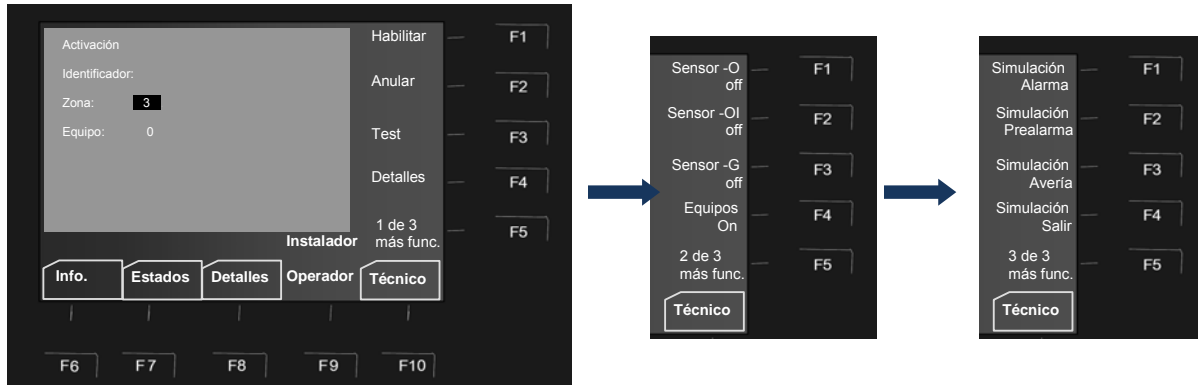 Activación
Identificador:
Zona: 3
Equipo: 0
Habilitar
Anular
Test
Detalles
1 de 3
más func.
Instalador
Info.
Estados
Detalles
Operador
Técnico
F1
F2
F3
F4
F5
F6
F7
F8
F9
F10
Sensor -O
off
Sensor -OI
off
Sensor -G
off
Equipos
On
2 de 3
más func.
Técnico
F1
F2
F3
F4
F5
Simulación
Alarma
Simulación
Prealarma
Simulación
Avería
Simulación
Salir
3 de 3
más func.
Técnico
F1
F2
F3
F4
F5